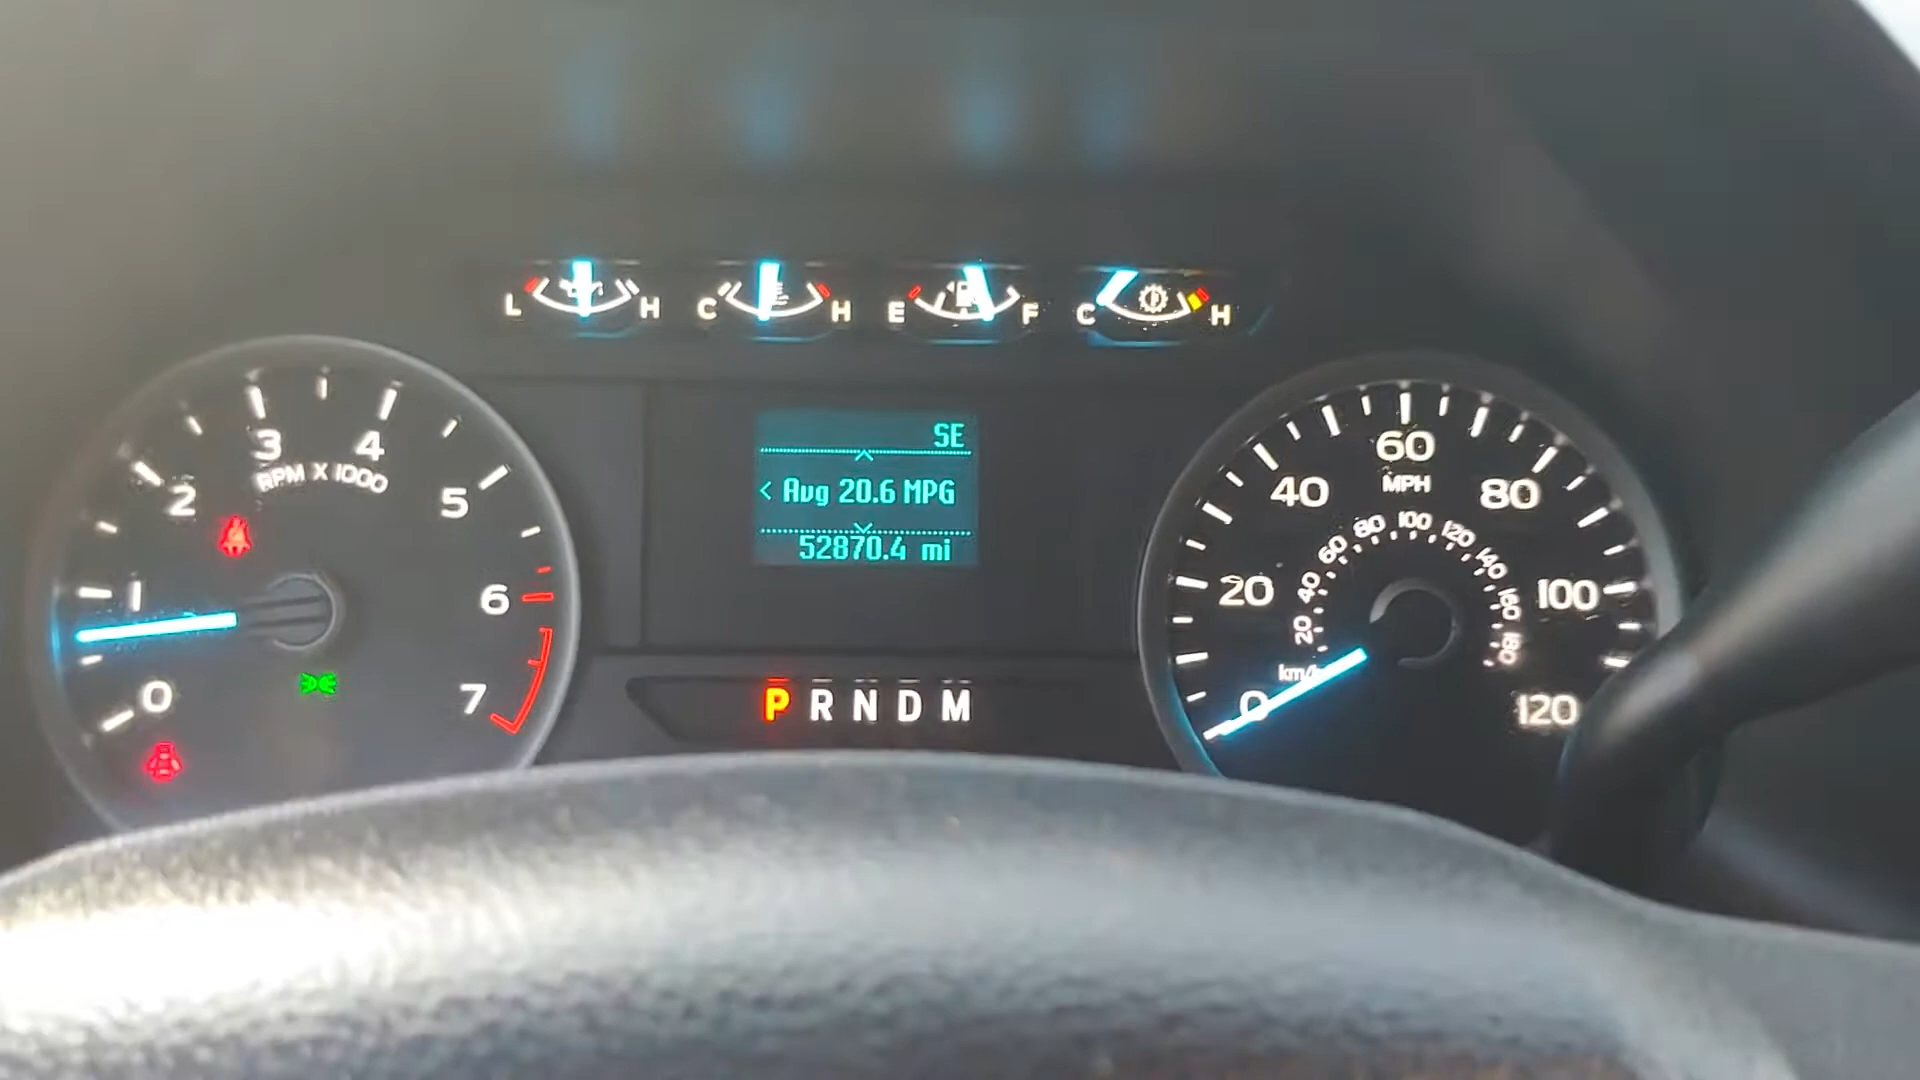 L H
C H
E F
C H
0 1 2 3 4 5 6 7
RPM X 1000
SE
< Avg 20.6 MPG
52870.4 mi
P R N D M
0 20 40 60 80 100 120
MPH
20 40 60 80 100 120 140 160 180
km/h